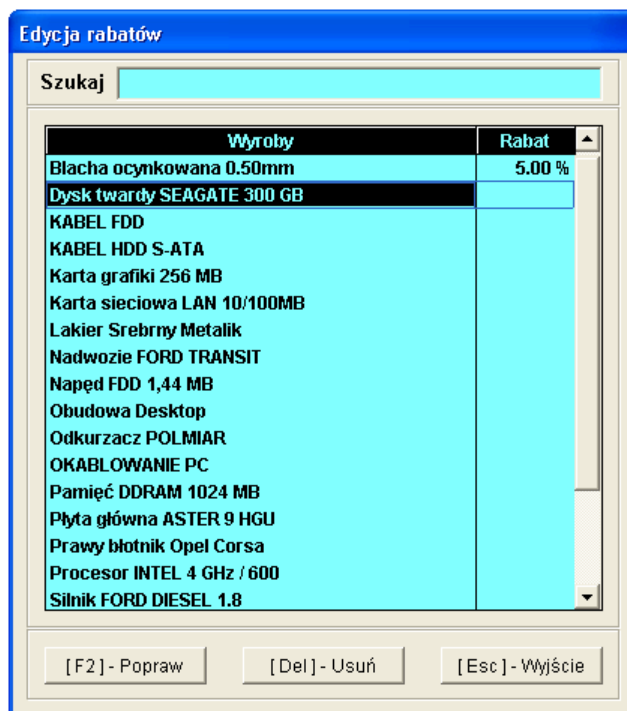 Edycja rabatów
Szukaj
Wyroby Rabat
Blacha ocynkowana 0.50mm 5.00 %
Dysk twardy SEAGATE 300 GB
KABEL FDD
KABEL HDD S-ATA
Karta grafiki 256 MB
Karta sieciowa LAN 10/100MB
Lakier Srebrny Metalik
Nadwozie FORD TRANSIT
Napęd FDD 1,44 MB
Obudowa Desktop
Odkurzacz POLMIAR
OKABLOWANIE PC
Pamięć DDRAM 1024 MB
Płyta główna ASTER 9 HGU
Prawy błotnik Opel Corsa
Procesor INTEL 4 GHz / 600
Silnik FORD DIESEL 1.8
[ F2 ] - Popraw [ Del ] - Usuń [ Esc ] - Wyjście